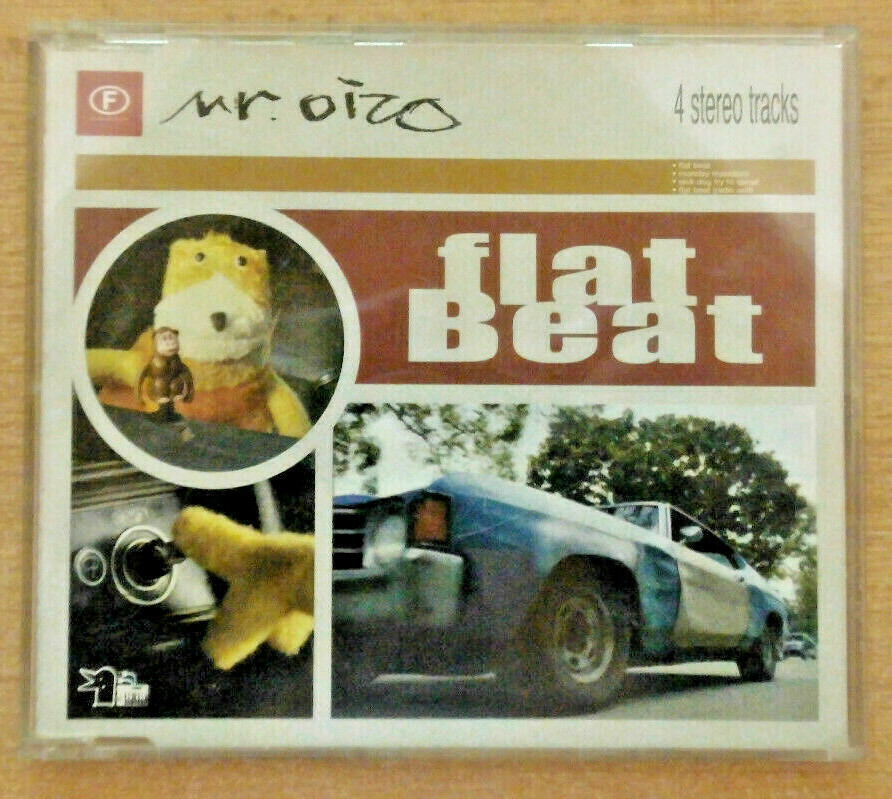 F
mr. oizo
4 stereo tracks
• flat beat
• monday massacre
• sick dog try to speak
• flat beat (radio edit)
flat
Beat